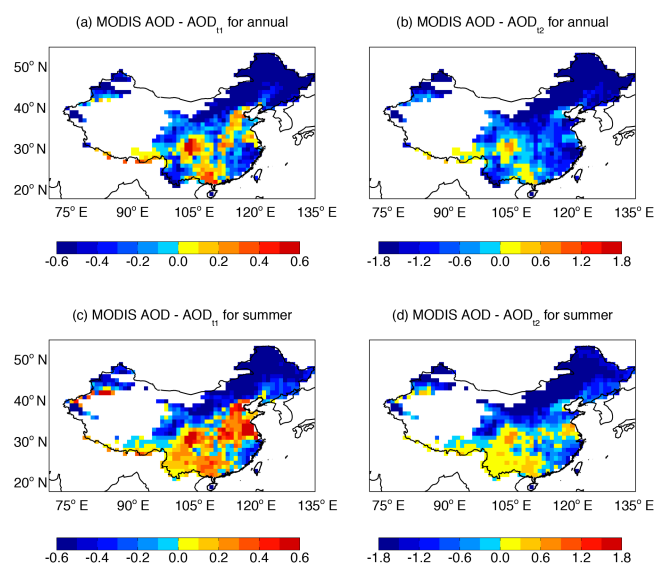 (a) MODIS AOD - AODt1 for annual
(b) MODIS AOD - AODt2 for annual
50° N
40° N
30° N
20° N
50° N
40° N
30° N
20° N
75° E 90° E 105° E 120° E 135° E
75° E 90° E 105° E 120° E 135° E
-0.6 -0.4 -0.2 0.0 0.2 0.4 0.6
-1.8 -1.2 -0.6 0.0 0.6 1.2 1.8
(c) MODIS AOD - AODt1 for summer
(d) MODIS AOD - AODt2 for summer
50° N
40° N
30° N
20° N
50° N
40° N
30° N
20° N
75° E 90° E 105° E 120° E 135° E
75° E 90° E 105° E 120° E 135° E
-0.6 -0.4 -0.2 0.0 0.2 0.4 0.6
-1.8 -1.2 -0.6 0.0 0.6 1.2 1.8